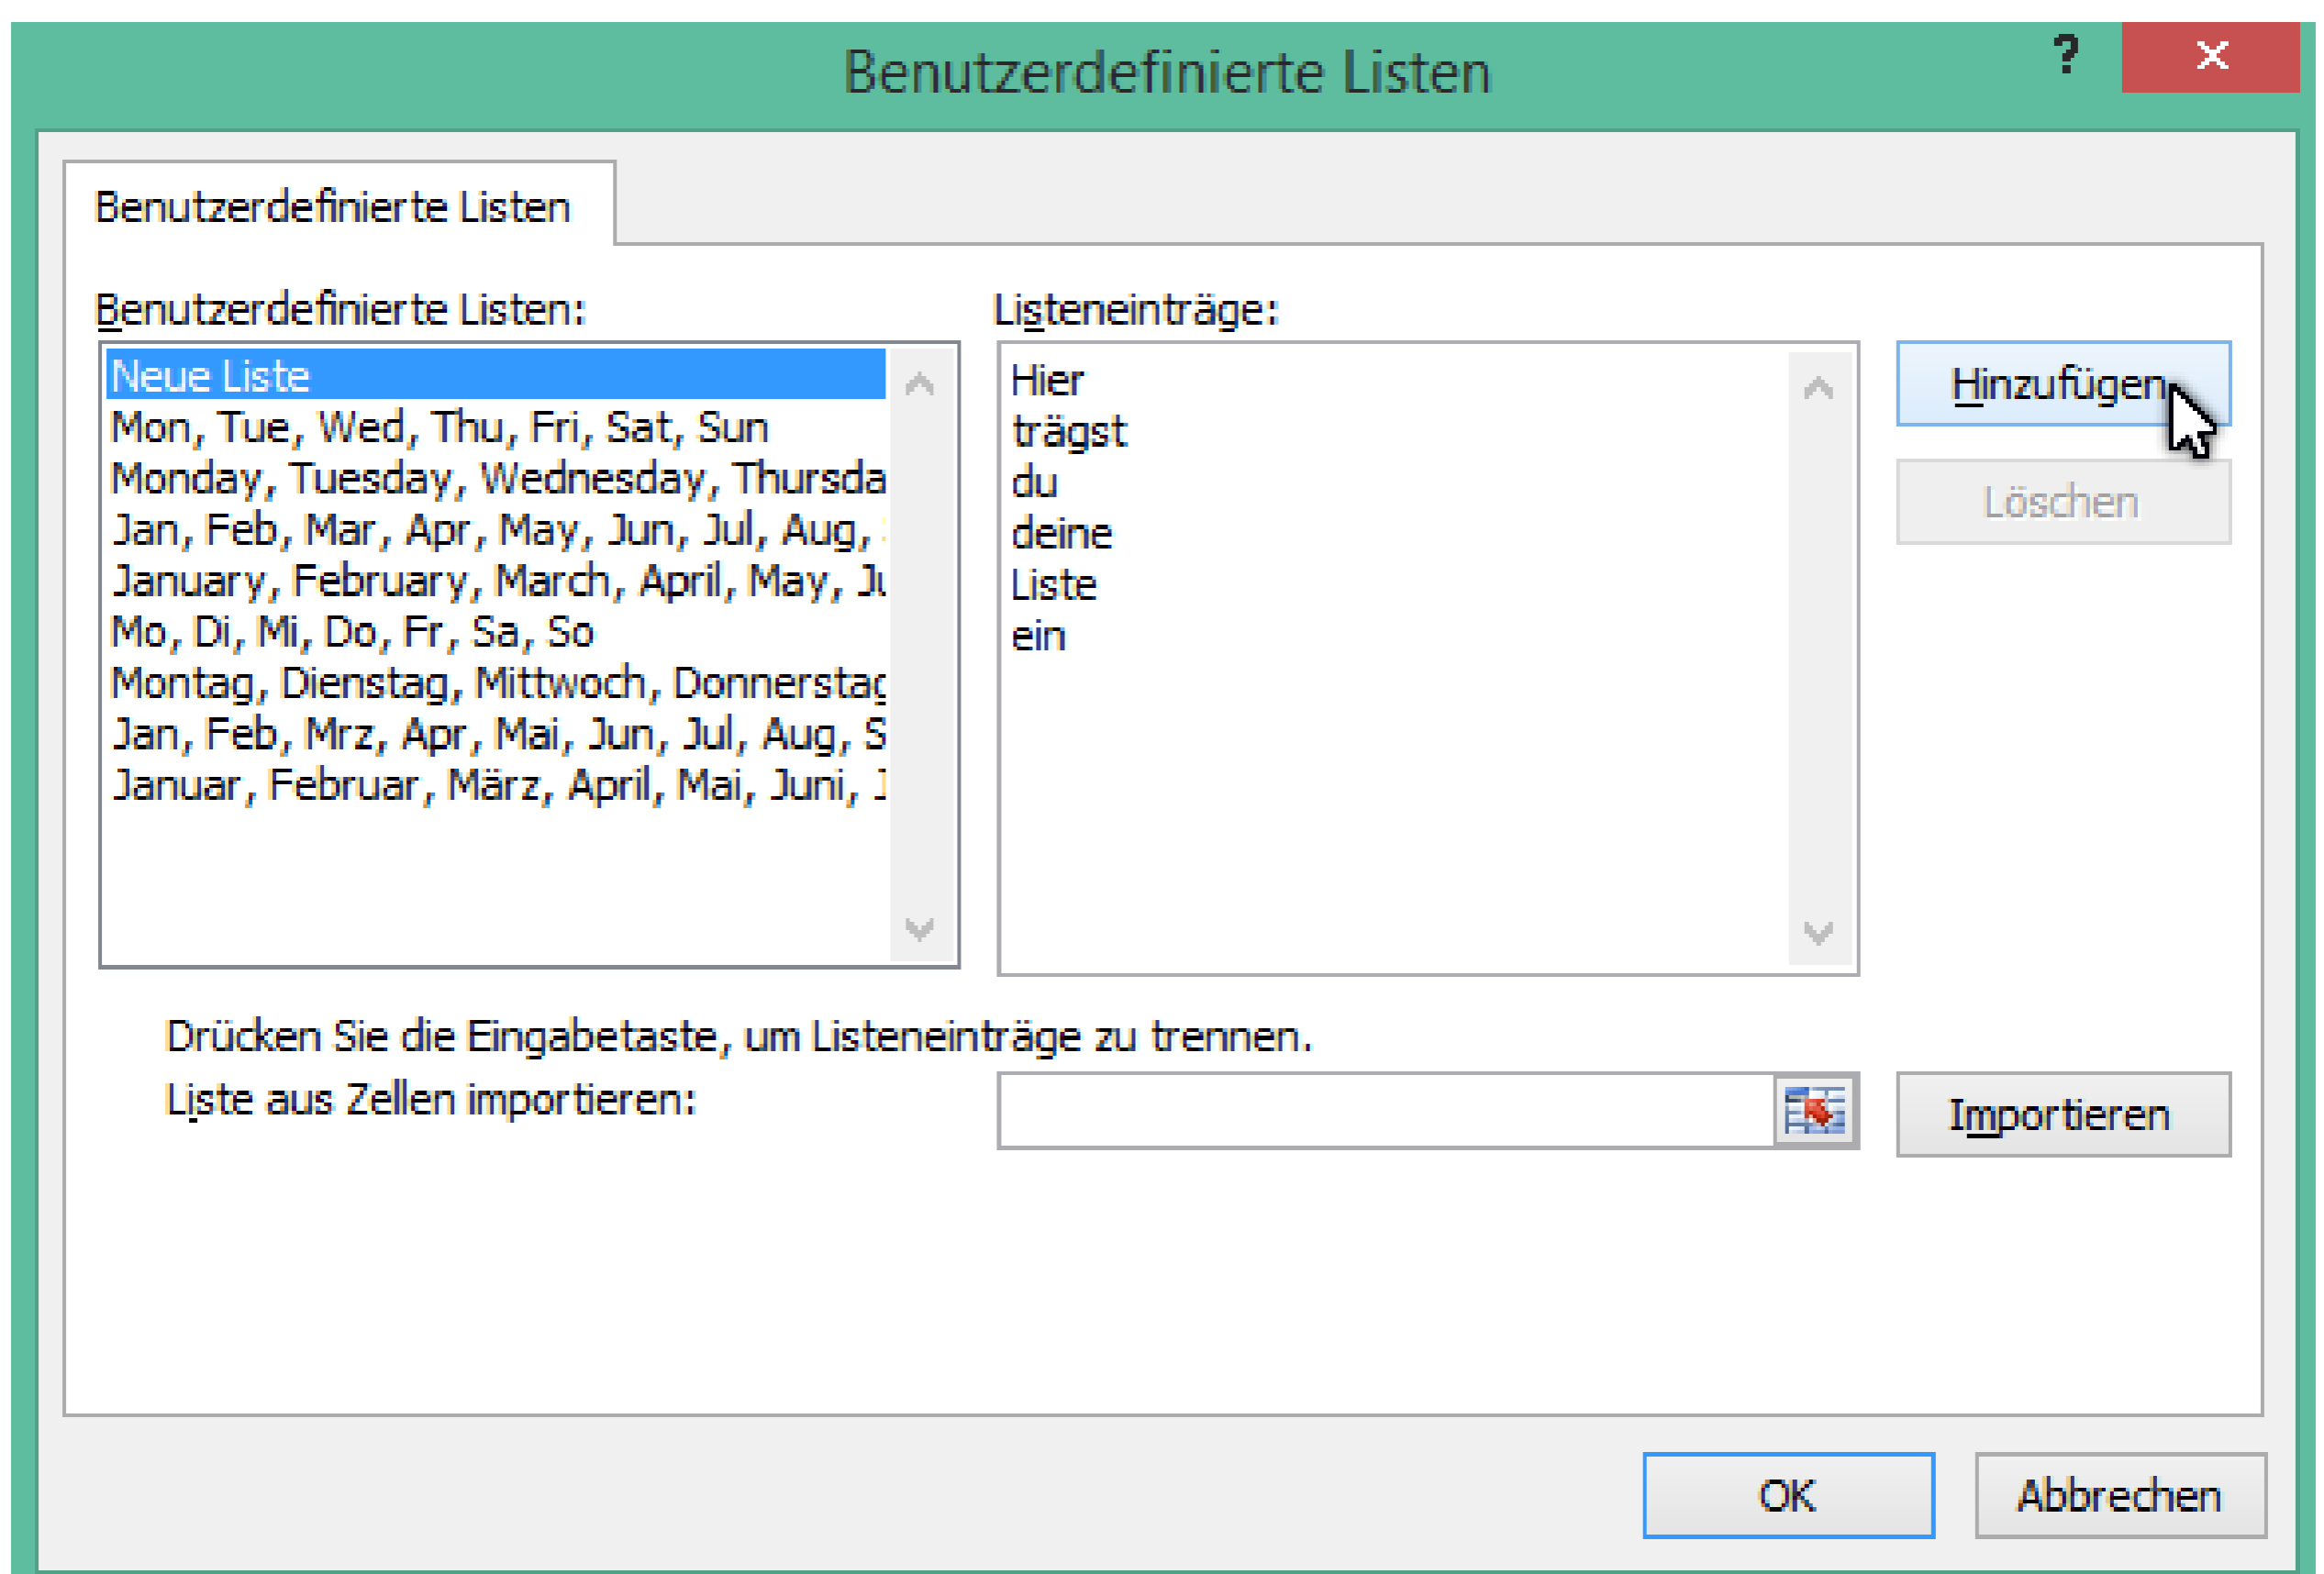 Benutzerdefinierte Listen
Benutzerdefinierte Listen
Benutzerdefinierte Listen:
Neue Liste
Mon, Tue, Wed, Thu, Fri, Sat, Sun
Monday, Tuesday, Wednesday, Thursda
Jan, Feb, Mar, Apr, May, Jun, Jul, Aug,
January, February, March, April, May, Ju
Mo, Di, Mi, Do, Fr, Sa, So
Montag, Dienstag, Mittwoch, Donnerstag
Jan, Feb, Mrz, Apr, Mai, Jun, Jul, Aug, S
Januar, Februar, März, April, Mai, Juni, J
Listeneinträge:
Hier
trägst
du
deine
Liste
ein
Hinzufügen
Löschen
Drücken Sie die Eingabetaste, um Listeneinträge zu trennen.
Liste aus Zellen importieren:
Importieren
OK
Abbrechen